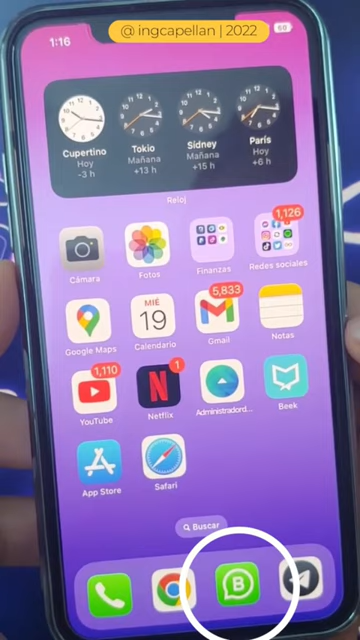 @ ingcapellan | 2022
1:16
69
Cupertino
Hoy
-3 h
Tokio
Mañana
+13 h
Sídney
Mañana
+15 h
París
Hoy
+6 h
Reloj
1,126
Cámara
Fotos
Finanzas
Redes sociales
MIÉ
19
5,833
Google Maps
Calendario
Gmail
Notas
1,110
N
1
YouTube
Netflix
Administradord...
Beek
App Store
Safari
Buscar
B